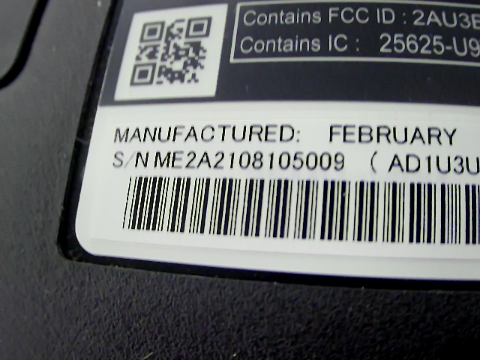 Contains FCC ID : 2AU3E
Contains IC : 25625-U9
MANUFACTURED: FEBRUARY
S/N ME2A2108105009 ( AD1U3U